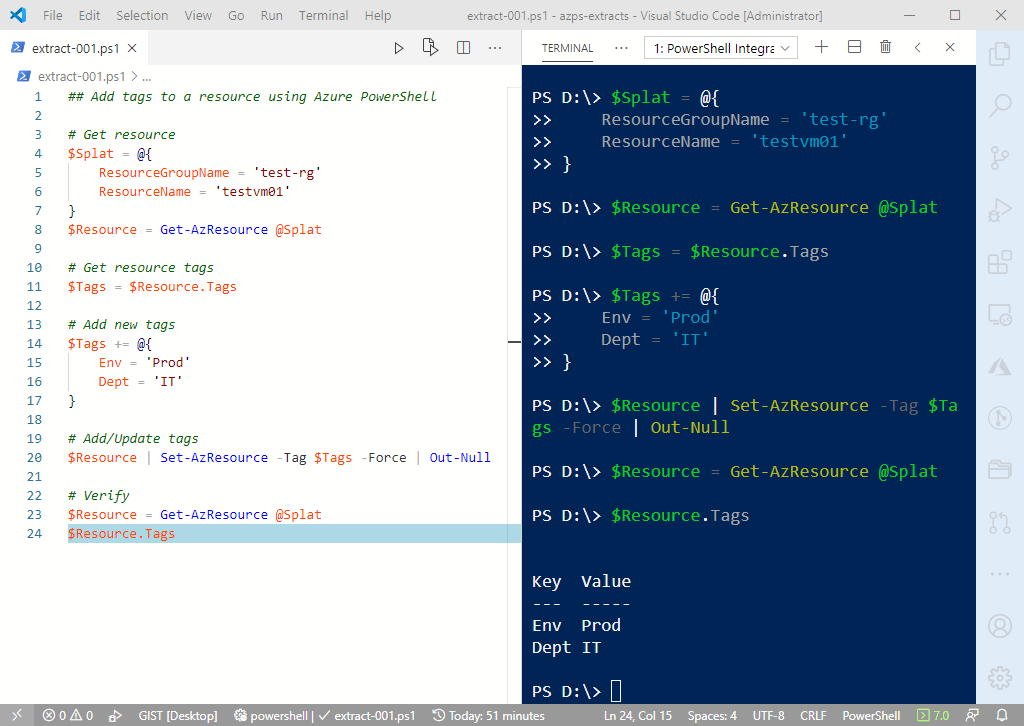 File Edit Selection View Go Run Terminal Help extract-001.ps1 - azps-extracts - Visual Studio Code [Administrator]
extract-001.ps1
extract-001.ps1 > ...
1 ## Add tags to a resource using Azure PowerShell
2
3 # Get resource
4 $Splat = @{
5 ResourceGroupName = 'test-rg'
6 ResourceName = 'testvm01'
7 }
8 $Resource = Get-AzResource @Splat
9
10 # Get resource tags
11 $Tags = $Resource.Tags
12
13 # Add new tags
14 $Tags += @{
15 Env = 'Prod'
16 Dept = 'IT'
17 }
18
19 # Add/Update tags
20 $Resource | Set-AzResource -Tag $Tags -Force | Out-Null
21
22 # Verify
23 $Resource = Get-AzResource @Splat
24 $Resource.Tags
TERMINAL ... 1: PowerShell Integra
PS D:\> $Splat = @{
>> ResourceGroupName = 'test-rg'
>> ResourceName = 'testvm01'
>> }
PS D:\> $Resource = Get-AzResource @Splat
PS D:\> $Tags = $Resource.Tags
PS D:\> $Tags += @{
>> Env = 'Prod'
>> Dept = 'IT'
>> }
PS D:\> $Resource | Set-AzResource -Tag $Ta
gs -Force | Out-Null
PS D:\> $Resource = Get-AzResource @Splat
PS D:\> $Resource.Tags
Key Value
--- -----
Env Prod
Dept IT
PS D:\>
0 0 GIST [Desktop] powershell | ✓ extract-001.ps1 Today: 51 minutes Ln 24, Col 15 Spaces: 4 UTF-8 CRLF PowerShell 7.0